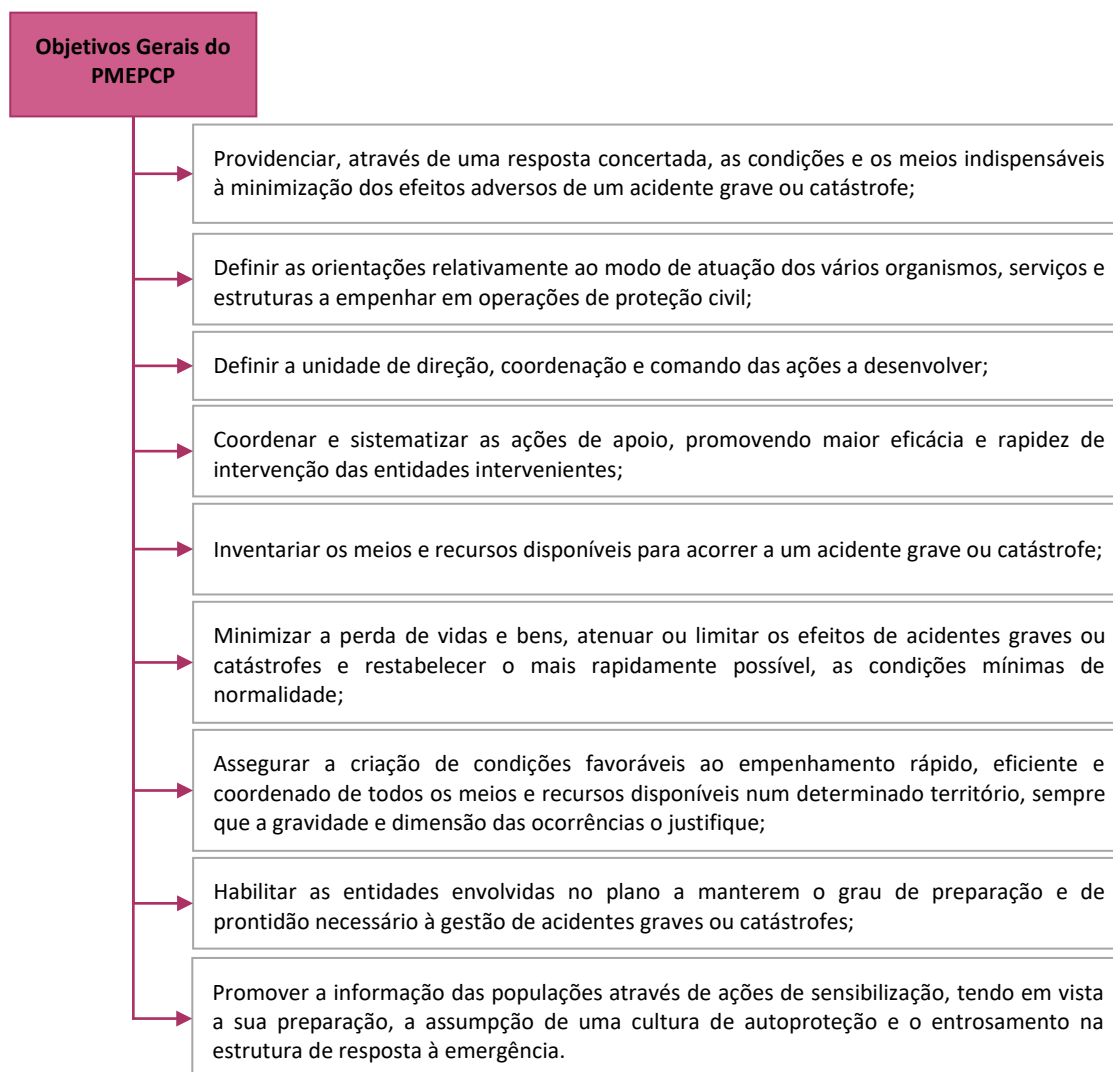 Objetivos Gerais do
PMEPCP
Providenciar, através de uma resposta concertada, as condições e os meios indispensáveis
à minimização dos efeitos adversos de um acidente grave ou catástrofe;
Definir as orientações relativamente ao modo de atuação dos vários organismos, serviços e
estruturas a empenhar em operações de proteção civil;
Definir a unidade de direção, coordenação e comando das ações a desenvolver;
Coordenar e sistematizar as ações de apoio, promovendo maior eficácia e rapidez de
intervenção das entidades intervenientes;
Inventariar os meios e recursos disponíveis para acorrer a um acidente grave ou catástrofe;
Minimizar a perda de vidas e bens, atenuar ou limitar os efeitos de acidentes graves ou
catástrofes e restabelecer o mais rapidamente possível, as condições mínimas de
normalidade;
Assegurar a criação de condições favoráveis ao empenhamento rápido, eficiente e
coordenado de todos os meios e recursos disponíveis num determinado território, sempre
que a gravidade e dimensão das ocorrências o justifique;
Habilitar as entidades envolvidas no plano a manterem o grau de preparação e de
prontidão necessário à gestão de acidentes graves ou catástrofes;
Promover a informação das populações através de ações de sensibilização, tendo em vista
a sua preparação, a assumpção de uma cultura de autoproteção e o entrosamento na
estrutura de resposta à emergência.